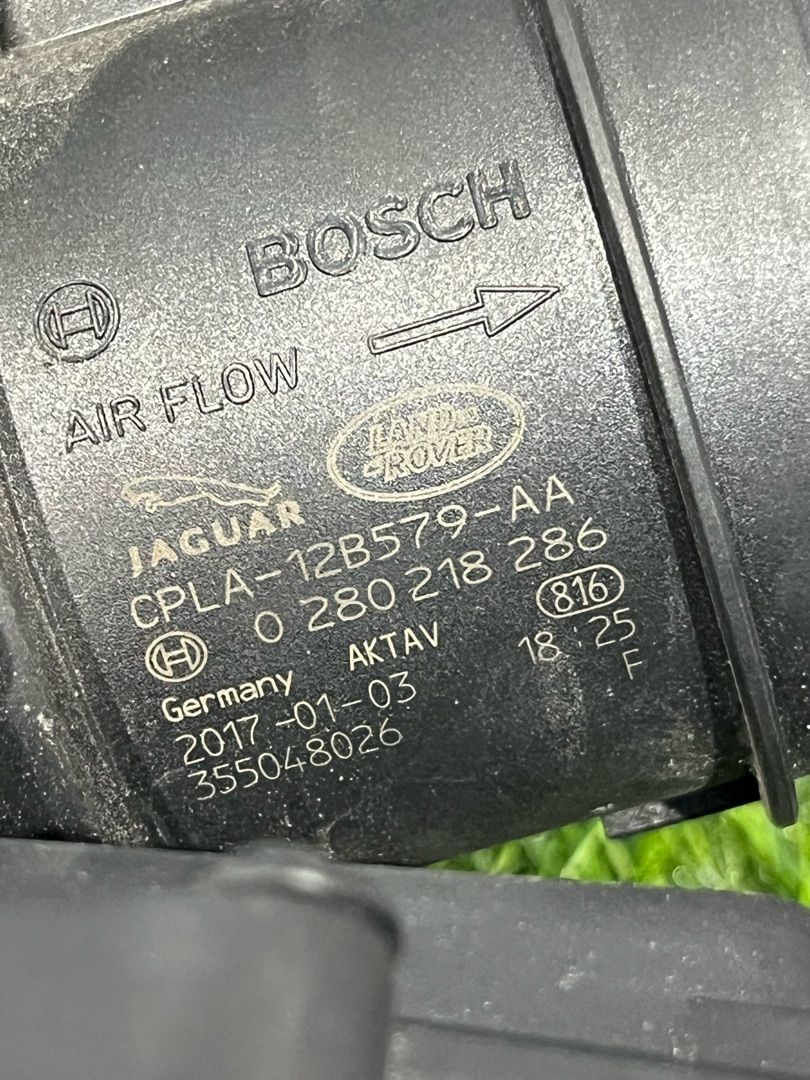 BOSCH
AIR FLOW
LAND-
-ROVER
JAGUAR
CPLA-12B579-AA
0 280 218 286
816
Germany AKTAV 18:25
2017-01-03 F
355048026